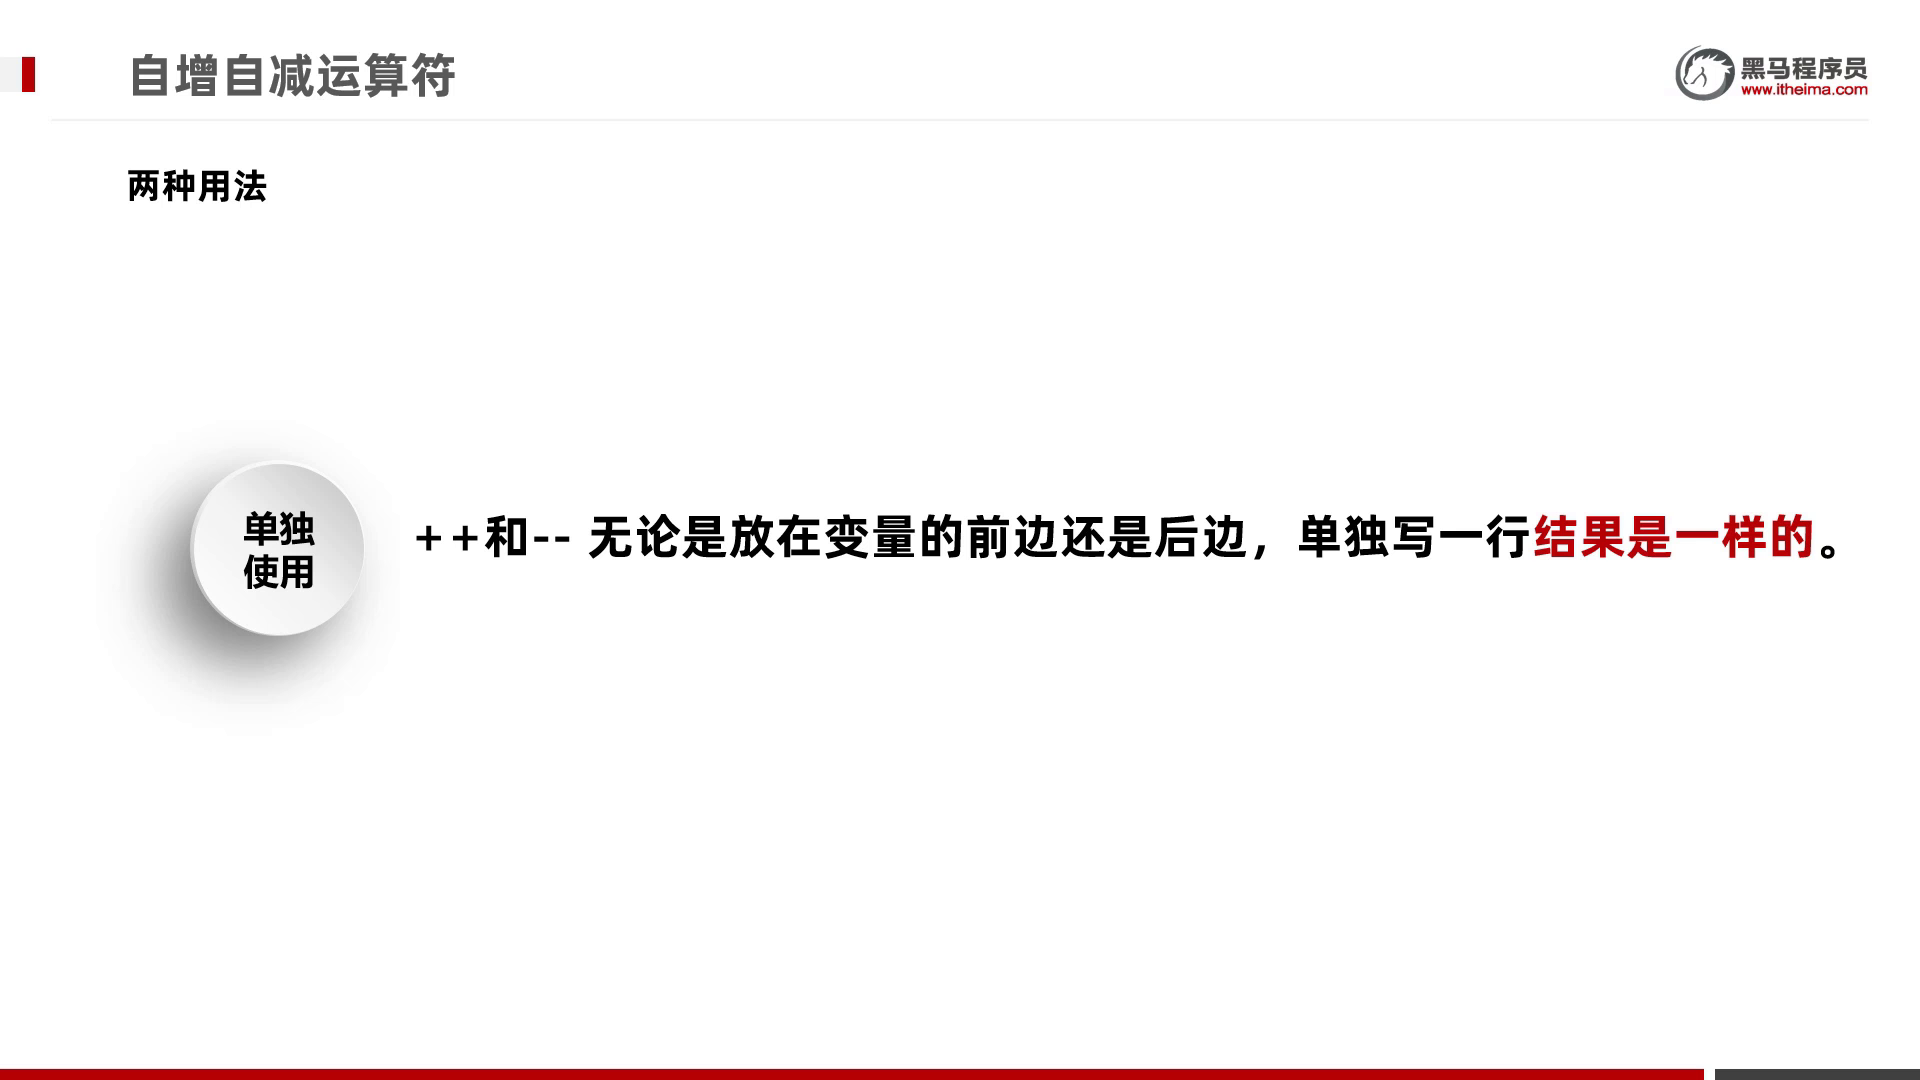 自增自减运算符
黑马程序员
www.itheima.com
两种用法
单独
使用
++和-- 无论是放在变量的前边还是后边，单独写一行结果是一样的。